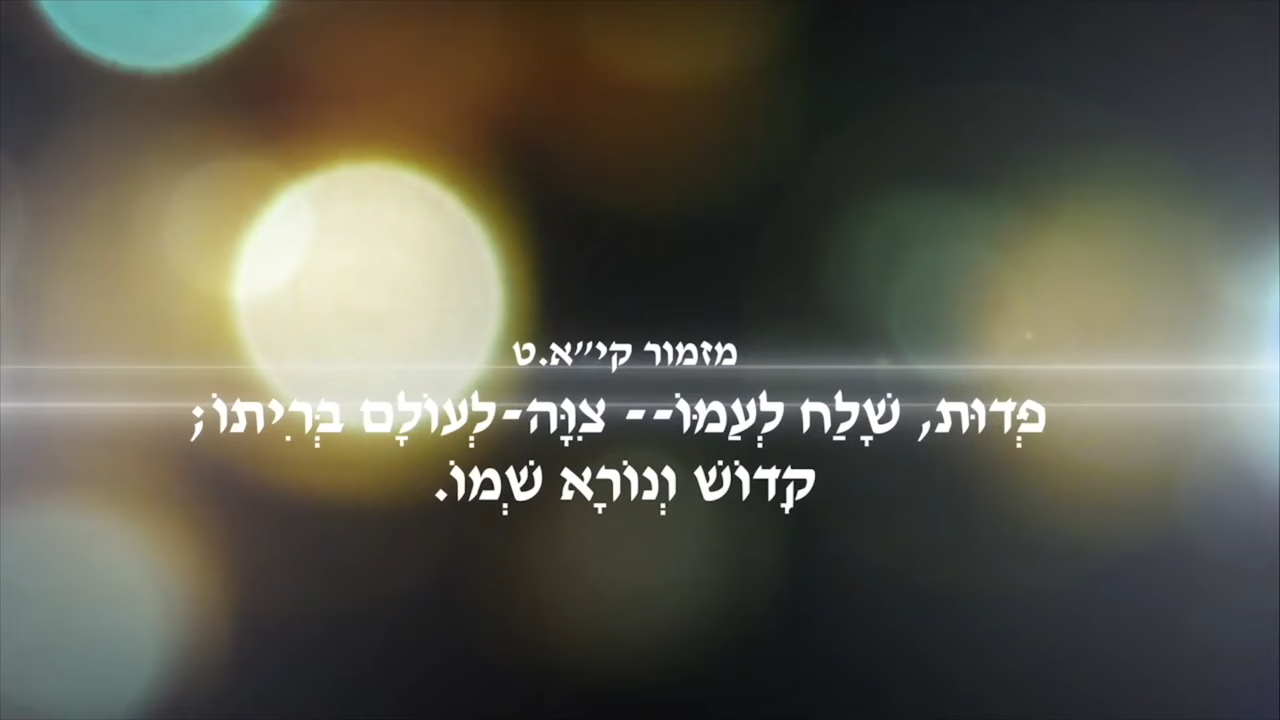 מזמור קי״א.ט
פְּדוּת, שָׁלַח לְעַמּוֹ-- צִוָּה-לְעוֹלָם בְּרִיתוֹ;
קָדוֹשׁ וְנוֹרָא שְׁמוֹ.